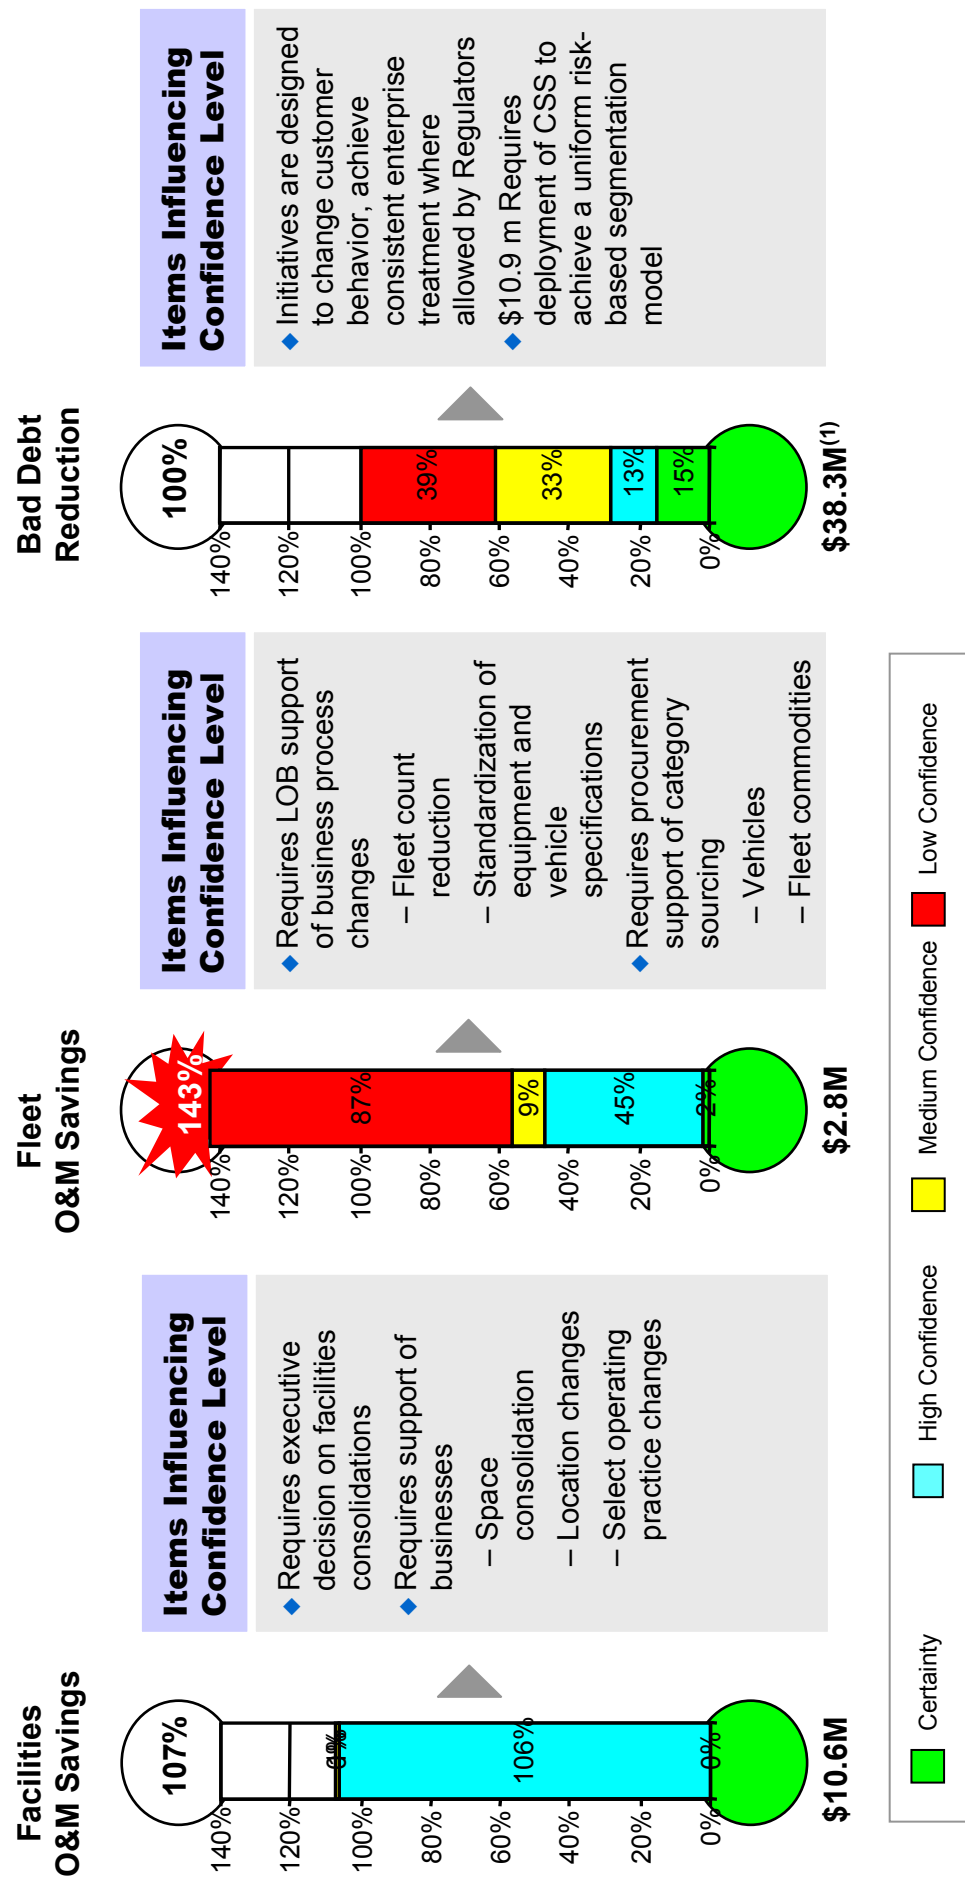 Facilities
O&M Savings
107%
140%
120%
100%
80%
60%
40%
20%
0%
106%
0%
$10.6M
Items Influencing
Confidence Level
◆ Requires executive
decision on facilities
consolidations
◆ Requires support of
businesses
– Space
consolidation
– Location changes
– Select operating
practice changes
Fleet
O&M Savings
143%
140%
120%
100%
80%
60%
40%
20%
0%
87%
9%
45%
2%
$2.8M
Items Influencing
Confidence Level
◆ Requires LOB support
of business process
changes
– Fleet count
reduction
– Standardization of
equipment and
vehicle
specifications
◆ Requires procurement
support of category
sourcing
– Vehicles
– Fleet commodities
Bad Debt
Reduction
100%
140%
120%
100%
80%
60%
40%
20%
0%
39%
33%
13%
15%
$38.3M(1)
Items Influencing
Confidence Level
◆ Initiatives are designed
to change customer
behavior, achieve
consistent enterprise
treatment where
allowed by Regulators
◆ $10.9 m Requires
deployment of CSS to
achieve a uniform risk-
based segmentation
model
Certainty
High Confidence
Medium Confidence
Low Confidence